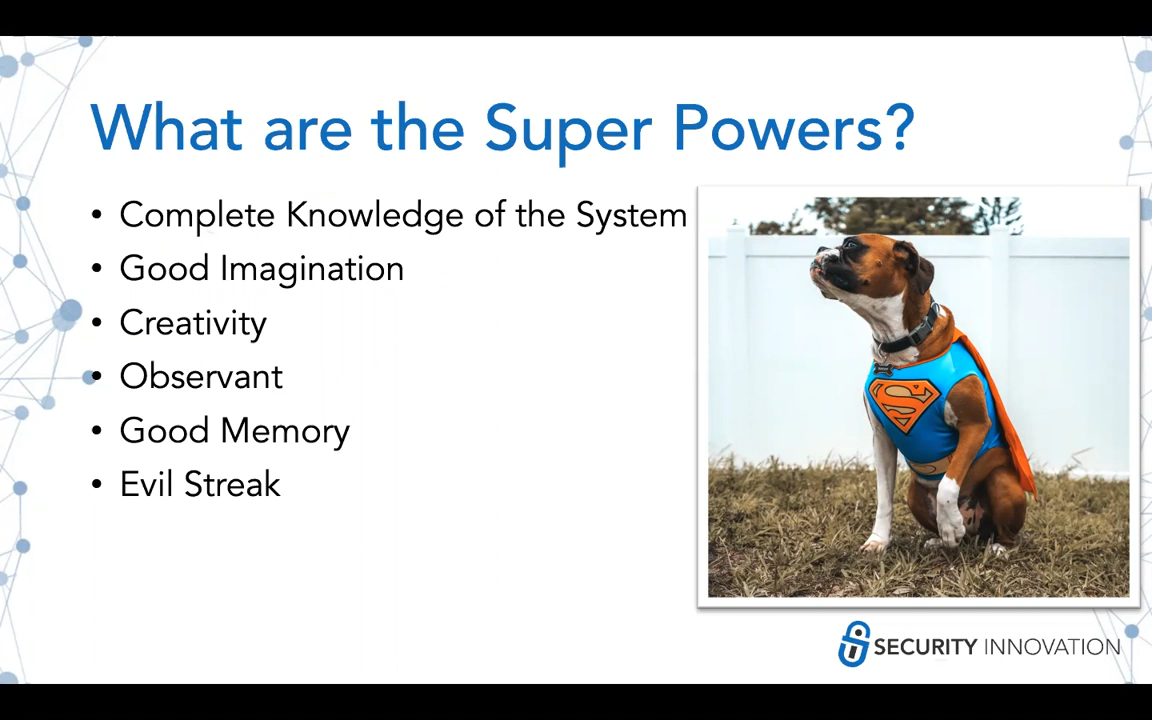 What are the Super Powers?
• Complete Knowledge of the System
• Good Imagination
• Creativity
• Observant
• Good Memory
• Evil Streak
S
SECURITY INNOVATION